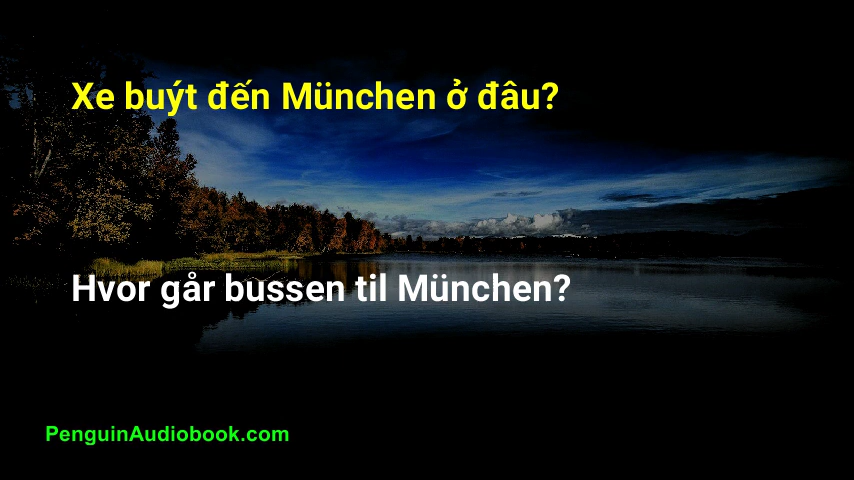 Xe buýt đến München ở đâu?
Hvor går bussen til München?
PenguinAudiobook.com